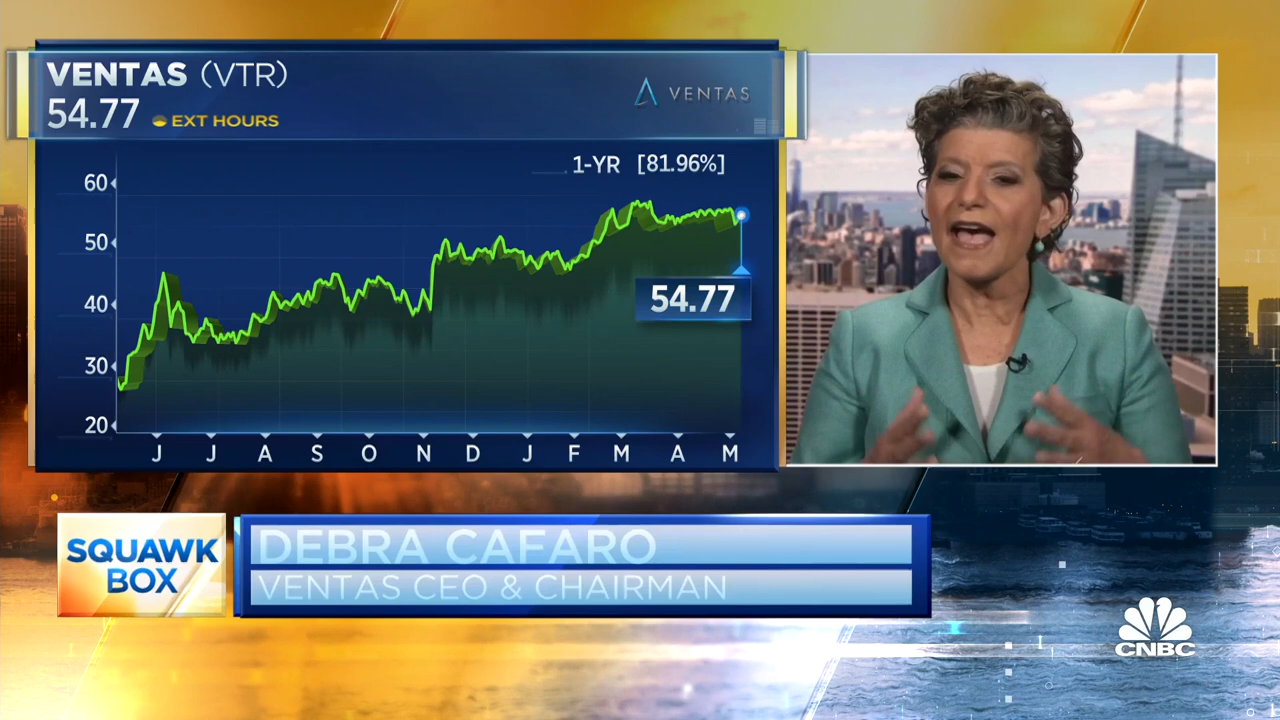 VENTAS (VTR)
54.77 EXT HOURS
VENTAS
1-YR [81.96%]
60
50
40
30
20
54.77
J J A S O N D J F M A M
SQUAWK
BOX
DEBRA CAFARO
VENTAS CEO & CHAIRMAN
CNBC